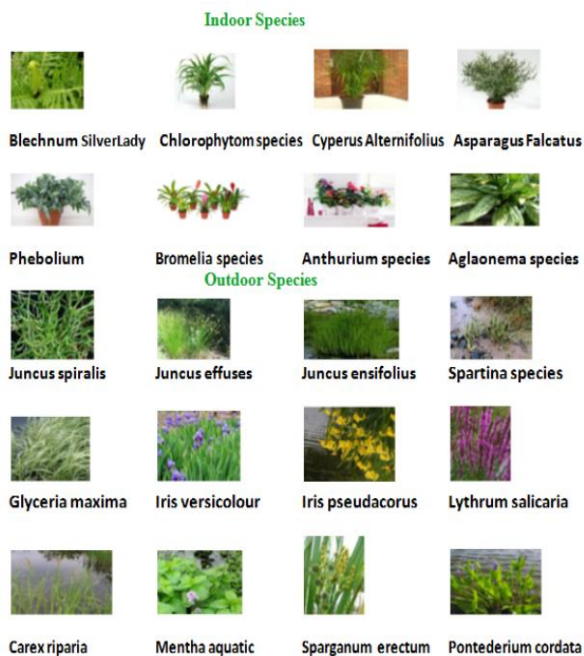 Indoor Species
Blechnum SilverLady Chlorophytom species Cyperus Alternifolius Asparagus Falcatus
Phebolium Bromelia species Anthurium species Aglaonema species
Outdoor Species
Juncus spiralis Juncus effuses Juncus ensifolius Spartina species
Glyceria maxima Iris versicolour Iris pseudacorus Lythrum salicaria
Carex riparia Mentha aquatic Sparganum erectum Pontederium cordata